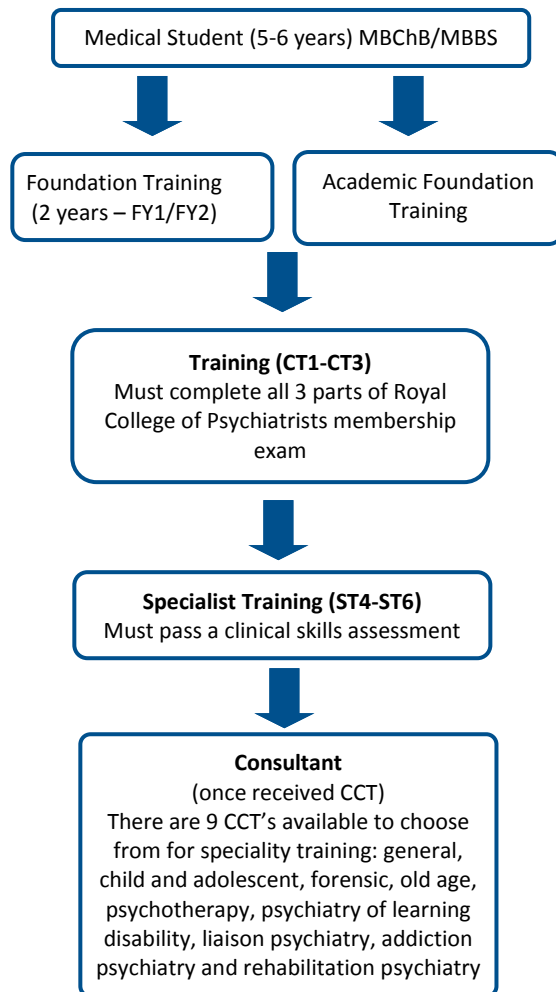 Medical Student (5-6 years) MBChB/MBBS
Foundation Training
(2 years – FY1/FY2)
Academic Foundation
Training
Training (CT1-CT3)
Must complete all 3 parts of Royal
College of Psychiatrists membership
exam
Specialist Training (ST4-ST6)
Must pass a clinical skills assessment
Consultant
(once received CCT)
There are 9 CCT's available to choose
from for speciality training: general,
child and adolescent, forensic, old age,
psychotherapy, psychiatry of learning
disability, liaison psychiatry, addiction
psychiatry and rehabilitation psychiatry